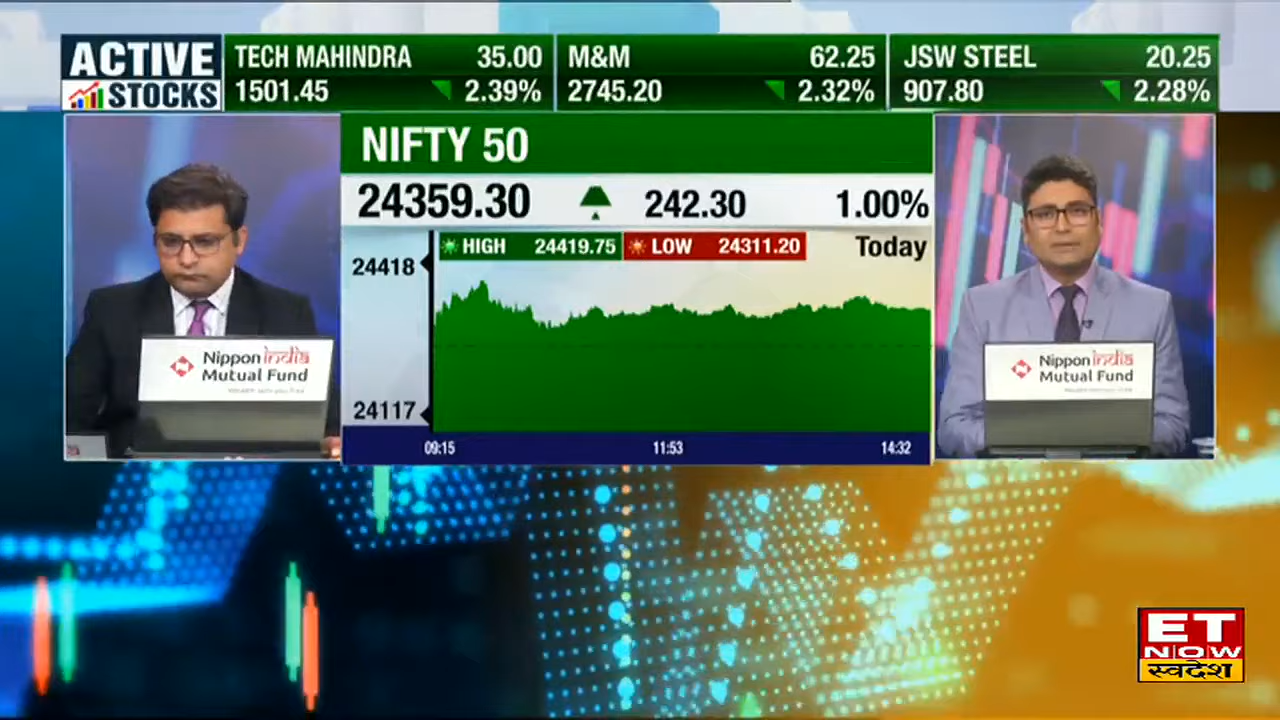 ACTIVE
STOCKS
TECH MAHINDRA 35.00
1501.45 2.39%
M&M 62.25
2745.20 2.32%
JSW STEEL 20.25
907.80 2.28%
NIFTY 50
24359.30 242.30 1.00%
HIGH 24419.75 LOW 24311.20 Today
24418
24117
09:15 11:53 14:32
Nippon india
Mutual Fund
Nippon india
Mutual Fund
ET
NOW
स्वदेश